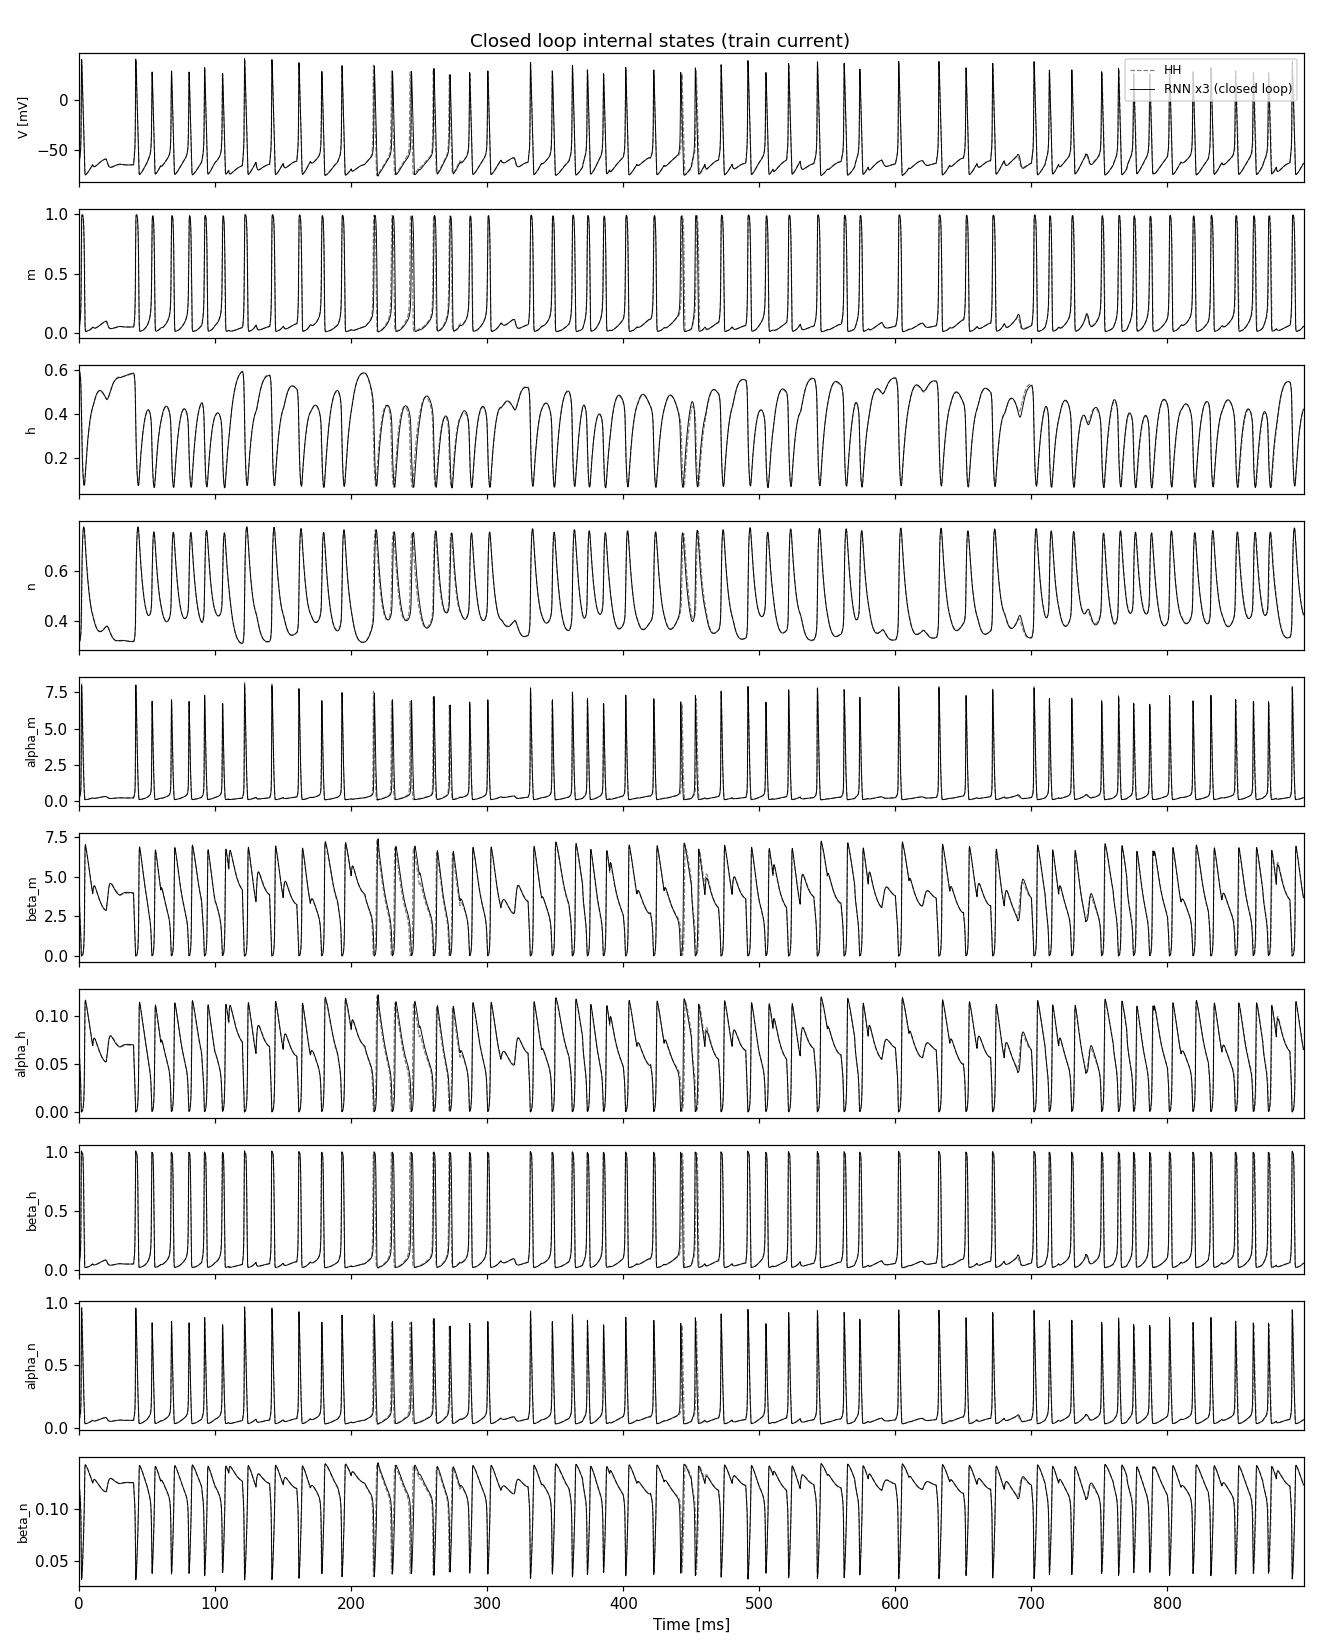 Closed loop internal states (train current)
V [mV]
0
−50
HH
RNN x3 (closed loop)
m
1.0
0.5
0.0
h
0.6
0.4
0.2
n
0.6
0.4
alpha_m
7.5
5.0
2.5
0.0
beta_m
7.5
5.0
2.5
0.0
alpha_h
0.10
0.05
0.00
beta_h
1.0
0.5
0.0
alpha_n
1.0
0.5
0.0
beta_n
0.10
0.05
0 100 200 300 400 500 600 700 800
Time [ms]